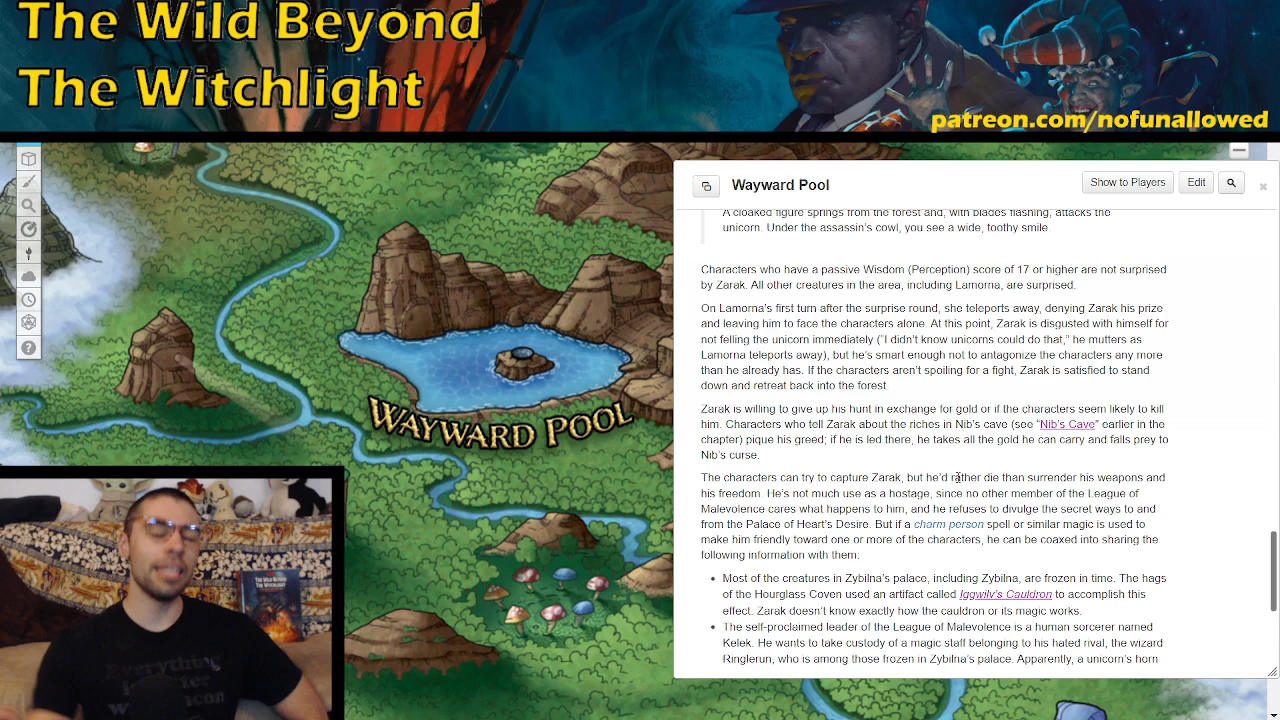 The Wild Beyond
The Witchlight
patreon.com/nofunallowed
Wayward Pool
Show to Players
Edit
A cloaked figure springs from the forest and, with blades flashing, attacks the
unicorn. Under the assassin's cowl, you see a wide, toothy smile.
Characters who have a passive Wisdom (Perception) score of 17 or higher are not surprised
by Zarak. All other creatures in the area, including Lamorna, are surprised.
On Lamorna's first turn after the surprise round, she teleports away, denying Zarak his prize
and leaving him to face the characters alone. At this point, Zarak is disgusted with himself for
not felling the unicorn immediately ("I didn't know unicorns could do that," he mutters as
Lamorna teleports away), but he's smart enough not to antagonize the characters any more
than he already has. If the characters aren't spoiling for a fight, Zarak is satisfied to stand
down and retreat back into the forest.
Zarak is willing to give up his hunt in exchange for gold or if the characters seem likely to kill
him. Characters who tell Zarak about the riches in Nib's cave (see "Nib's Cave" earlier in the
chapter) pique his greed; if he is led there, he takes all the gold he can carry and falls prey to
Nib's curse.
The characters can try to capture Zarak, but he'd rather die than surrender his weapons and
his freedom. He's not much use as a hostage, since no other member of the League of
Malevolence cares what happens to him, and he refuses to divulge the secret ways to and
from the Palace of Heart's Desire. But if a charm person spell or similar magic is used to
make him friendly toward one or more of the characters, he can be coaxed into sharing the
following information with them:
Most of the creatures in Zybilna's palace, including Zybilna, are frozen in time. The hags
of the Hourglass Coven used an artifact called Iggwilv's Cauldron to accomplish this
effect. Zarak doesn't know exactly how the cauldron or its magic works.
The self-proclaimed leader of the League of Malevolence is a human sorcerer named
Kelek. He wants to take custody of a magic staff belonging to his hated rival, the wizard
Ringlerun, who is among those frozen in Zybilna's palace. Apparently, a unicorn's horn
WAYWARD POOL
THE WILD BEYOND
THE WITCHLIGHT
Everything